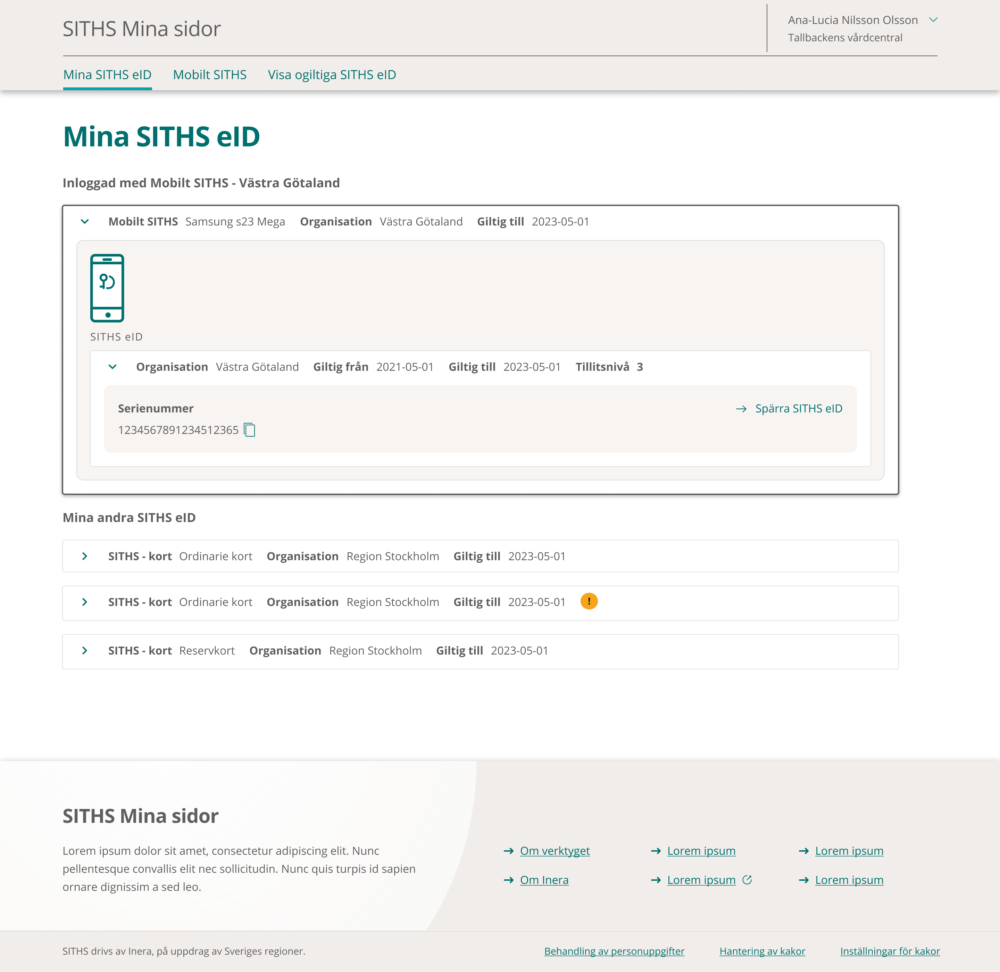 SITHS Mina sidor
Ana-Lucia Nilsson Olsson
Tallbackens vårdcentral
Mina SITHS eID Mobilt SITHS Visa ogiltiga SITHS eID
Mina SITHS eID
Inloggad med Mobilt SITHS - Västra Götaland
Mobilt SITHS Samsung s23 Mega Organisation Västra Götaland Giltig till 2023-05-01
SITHS eID
Organisation Västra Götaland Giltig från 2021-05-01 Giltig till 2023-05-01 Tillitsnivå 3
Serienummer
Spärra SITHS eID
1234567891234512365
Mina andra SITHS eID
SITHS - kort Ordinarie kort Organisation Region Stockholm Giltig till 2023-05-01
SITHS - kort Ordinarie kort Organisation Region Stockholm Giltig till 2023-05-01 !
SITHS - kort Reservkort Organisation Region Stockholm Giltig till 2023-05-01
SITHS Mina sidor
Lorem ipsum dolor sit amet, consectetur adipiscing elit. Nunc
pellentesque convallis elit nec sollicitudin. Nunc quis turpis id sapien
ornare dignissim a sed leo.
Om verktyget Lorem ipsum Lorem ipsum
Om Inera Lorem ipsum Lorem ipsum
SITHS drivs av Inera, på uppdrag av Sveriges regioner.
Behandling av personuppgifter Hantering av kakor Inställningar för kakor